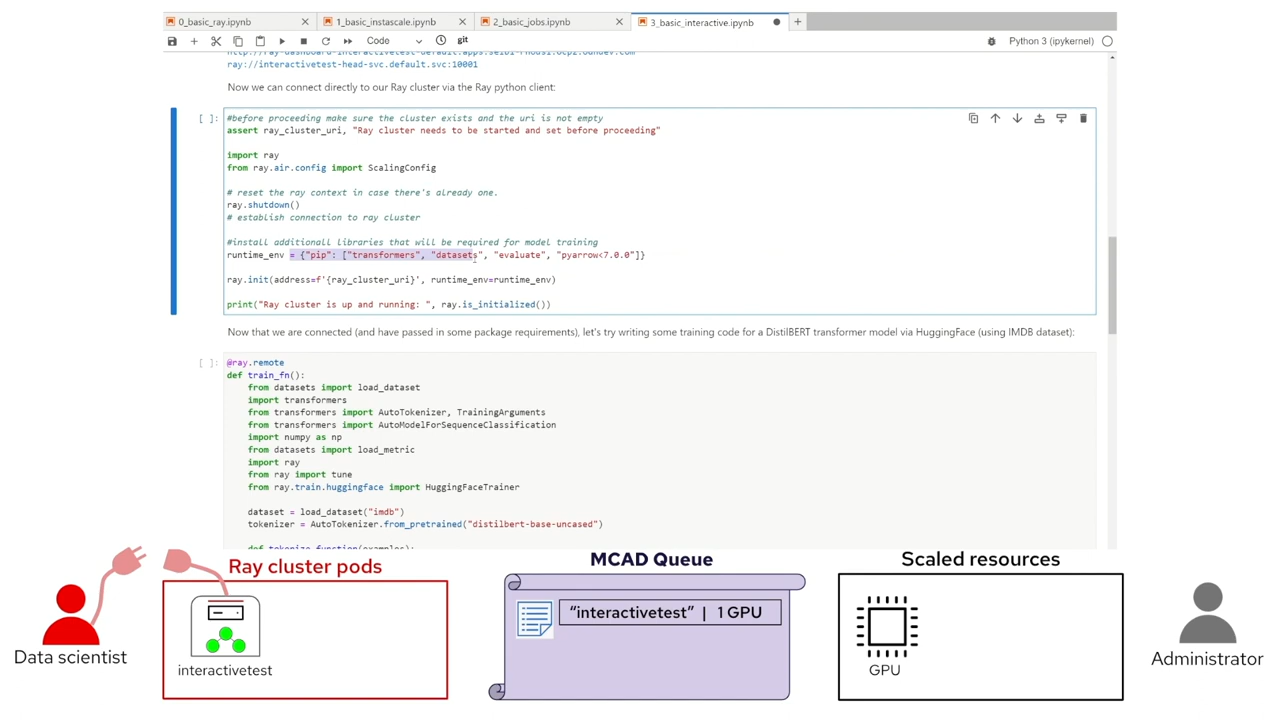 0_basic_ray.ipynb
1_basic_instascale.ipynb
2_basic_jobs.ipynb
3_basic_interactive.ipynb
Code
git
Python 3 (ipykernel)
ray://interactivetest-head-svc.default.svc:10001
Now we can connect directly to our Ray cluster via the Ray python client:
[ ]:
#before proceeding make sure the cluster exists and the uri is not empty
assert ray_cluster_uri, "Ray cluster needs to be started and set before proceeding"
import ray
from ray.air.config import ScalingConfig
# reset the ray context in case there's already one.
ray.shutdown()
# establish connection to ray cluster
#install additionall libraries that will be required for model training
runtime_env = {"pip": ["transformers", "datasets", "evaluate", "pyarrow<7.0.0"]}
ray.init(address=f'{ray_cluster_uri}', runtime_env=runtime_env)
print("Ray cluster is up and running: ", ray.is_initialized())
Now that we are connected (and have passed in some package requirements), let's try writing some training code for a DistilBERT transformer model via HuggingFace (using IMDB dataset):
[ ]:
@ray.remote
def train_fn():
from datasets import load_dataset
import transformers
from transformers import AutoTokenizer, TrainingArguments
from transformers import AutoModelForSequenceClassification
import numpy as np
from datasets import load_metric
import ray
from ray import tune
from ray.train.huggingface import HuggingFaceTrainer
dataset = load_dataset("imdb")
tokenizer = AutoTokenizer.from_pretrained("distilbert-base-uncased")
def tokenize_function(examples):
Ray cluster pods
MCAD Queue
Scaled resources
"interactivetest" | 1 GPU
Data scientist
interactivetest
GPU
Administrator